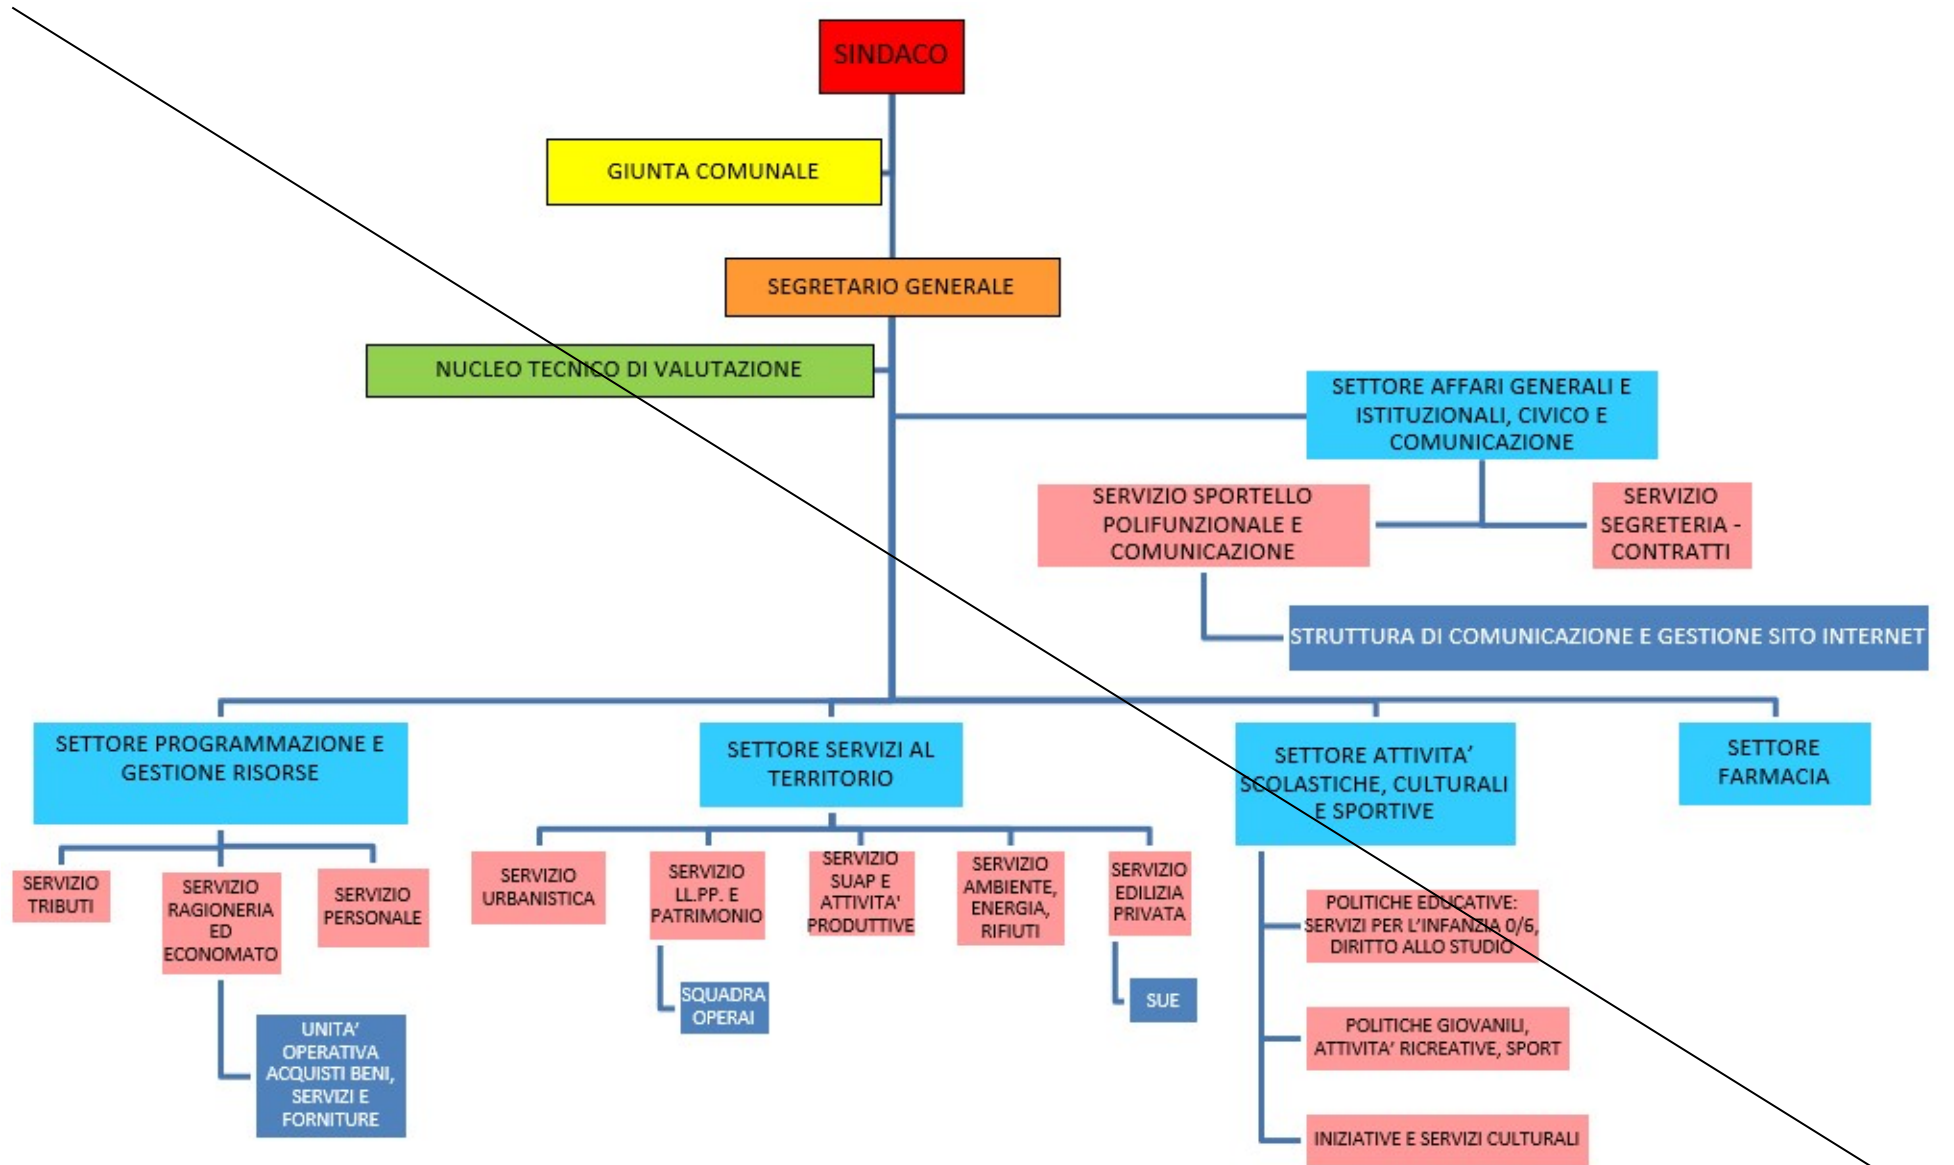 SINDACO
GIUNTA COMUNALE
SEGRETARIO GENERALE
NUCLEO TECNICO DI VALUTAZIONE
SETTORE AFFARI GENERALI E
ISTITUZIONALI, CIVICO E
COMUNICAZIONE
SERVIZIO SPORTELLO
POLIFUNZIONALE E
COMUNICAZIONE
SERVIZIO
SEGRETERIA -
CONTRATTI
STRUTTURA DI COMUNICAZIONE E GESTIONE SITO INTERNET
SETTORE PROGRAMMAZIONE E
GESTIONE RISORSE
SETTORE SERVIZI AL
TERRITORIO
SETTORE ATTIVITA’
SCOLASTICHE, CULTURALI
E SPORTIVE
SETTORE
FARMACIA
SERVIZIO
TRIBUTI
SERVIZIO
RAGIONERIA
ED
ECONOMATO
SERVIZIO
PERSONALE
UNITA’
OPERATIVA
ACQUISTI BENI,
SERVIZI E
FORNITURE
SERVIZIO
URBANISTICA
SERVIZIO
LL.PP. E
PATRIMONIO
SERVIZIO
SUAP E
ATTIVITA'
PRODUTTIVE
SERVIZIO
AMBIENTE,
ENERGIA,
RIFIUTI
SERVIZIO
EDILIZIA
PRIVATA
SQUADRA
OPERAI
SUE
POLITICHE EDUCATIVE:
SERVIZI PER L’INFANZIA 0/6,
DIRITTO ALLO STUDIO
POLITICHE GIOVANILI,
ATTIVITA’ RICREATIVE, SPORT
INIZIATIVE E SERVIZI CULTURALI